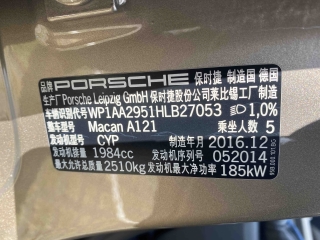 品牌 PORSCHE 保时捷 制造国 德国
生产厂 Porsche Leipzig GmbH 保时捷股份公司莱比锡工厂制造
车辆识别代号 WP1AA2951HLB27053 1,0%
整车型号 Macan A121 乘坐人数 5
发动机型号 CYP 制造年月 2016.12
发动机排量 1984cc 052014
最大允许总质量 2510kg 发动机最大净功率 185kW